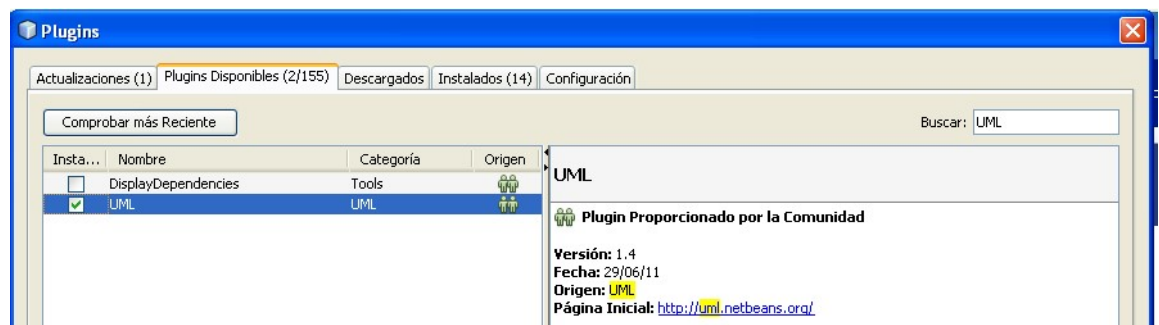 Plugins
Actualizaciones (1) Plugins Disponibles (2/155) Descargados Instalados (14) Configuración
Comprobar más Reciente Buscar: UML
Insta... Nombre Categoría Origen
DisplayDependencies Tools
UML UML
UML
Plugin Proporcionado por la Comunidad
Versión: 1.4
Fecha: 29/06/11
Origen: UML
Página Inicial: http://uml.netbeans.org/